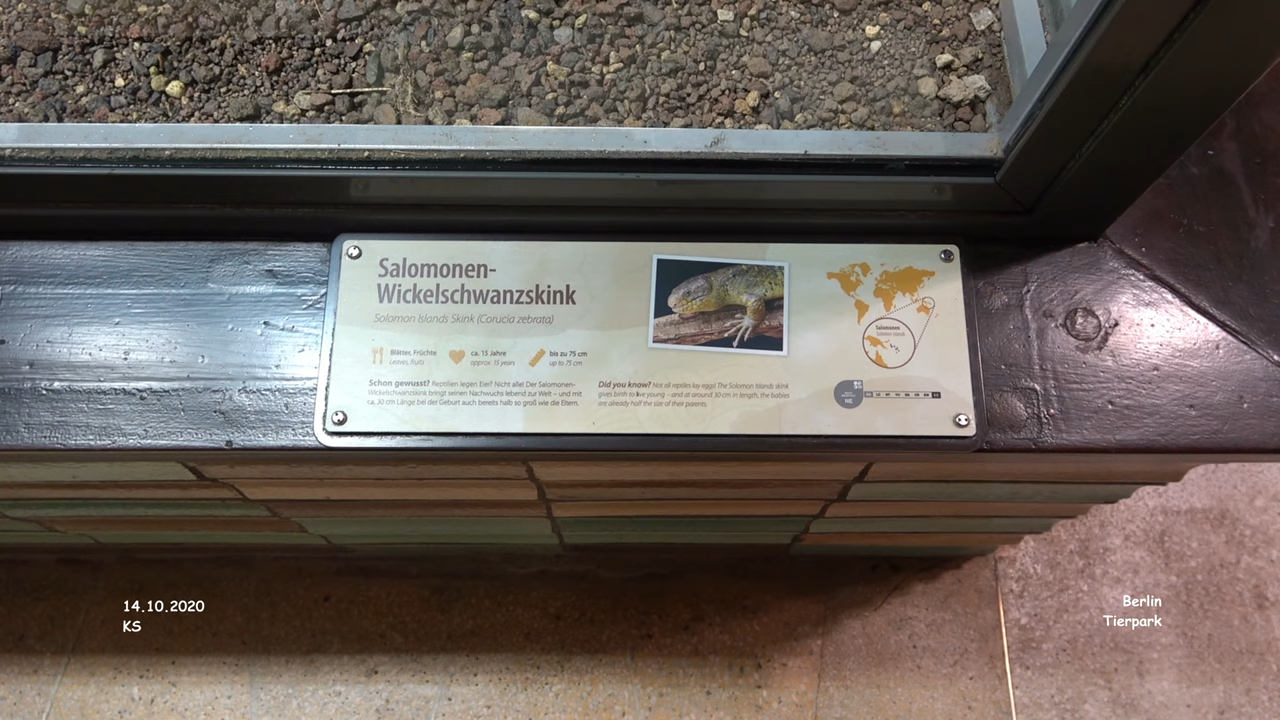 Salomonen-
Wickelschwanzskink
Solomon Islands Skink (Corucia zebrata)
Blätter, Früchte
Leaves, fruits
ca. 15 Jahre
approx. 15 years
bis zu 75 cm
up to 75 cm
Schon gewusst? Reptilien legen Eier? Nicht alle! Der Salomonen-
Wickelschwanzskink bringt seinen Nachwuchs lebend zur Welt – und mit
ca. 30 cm Länge bei der Geburt auch bereits halb so groß wie die Eltern.
Did you know? Not all reptiles lay eggs! The Solomon Islands skink
gives birth to live young – and at around 30 cm in length, the babies
are already half the size of their parents.
Salomonen
Solomon Islands
NE
14.10.2020
KS
Berlin
Tierpark